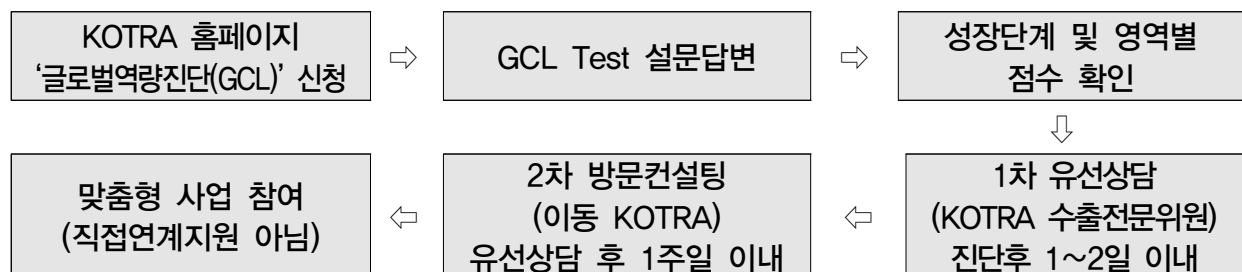 KOTRA 홈페이지
‘글로벌역량진단(GCL)’ 신청
⇨
GCL Test 설문답변
⇨
성장단계 및 영역별
점수 확인
⇩
1차 유선상담
(KOTRA 수출전문위원)
진단후 1~2일 이내
⇦
2차 방문컨설팅
(이동 KOTRA)
유선상담 후 1주일 이내
⇦
맞춤형 사업 참여
(직접연계지원 아님)